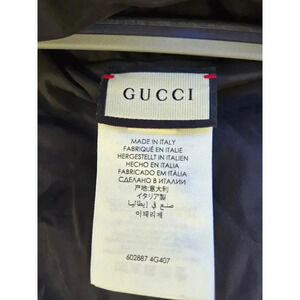 GUCCI
MADE IN ITALY
FABRIQUÉ EN ITALIE
HERGESTELLT IN ITALIEN
HECHO EN ITALIA
FABRICADO EM ITÁLIA
СДЕЛАНО В ИТАЛИИ
产地:意大利
イタリア製
صنع في إيطاليا
이태리제
602887 4G407